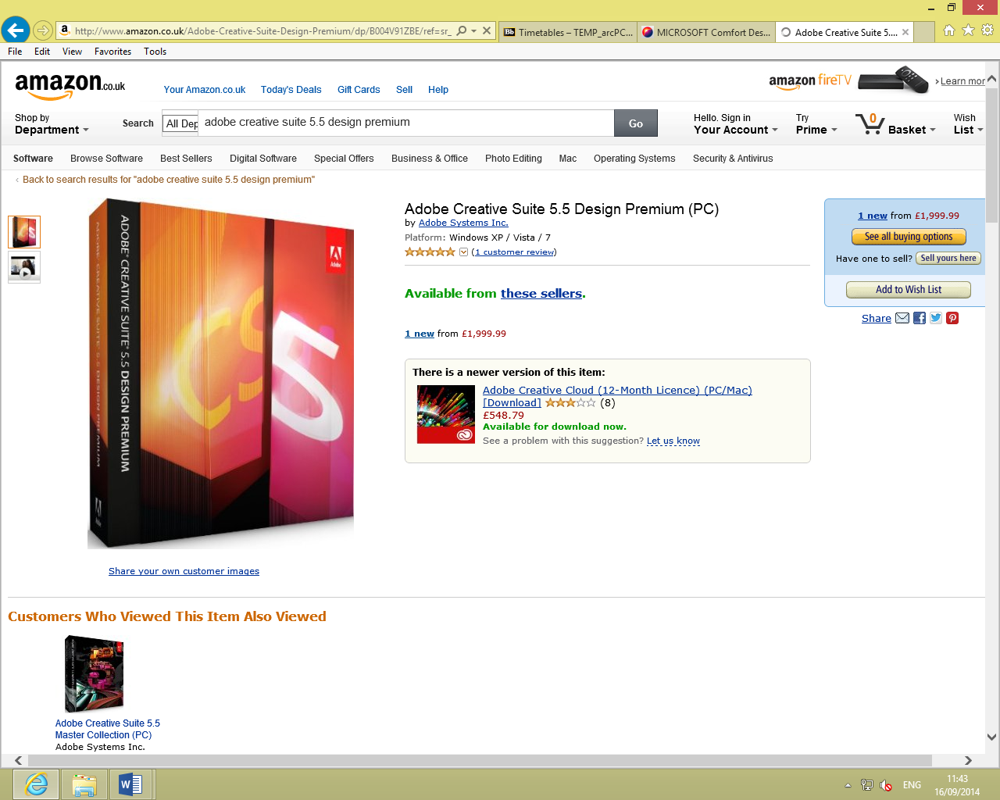 http://www.amazon.co.uk/Adobe-Creative-Suite-Design-Premium/dp/B004V91ZBE/ref=sr_
Timetables – TEMP_arcPC...
MICROSOFT Comfort Des...
Adobe Creative Suite 5....
File Edit View Favorites Tools
amazon.co.uk
Your Amazon.co.uk Today's Deals Gift Cards Sell Help
amazon fireTV
Learn mor
Shop by
Department
Search
All Dep
adobe creative suite 5.5 design premium
Go
Hello. Sign in
Your Account
Try
Prime
0
Basket
Wish
List
Software Browse Software Best Sellers Digital Software Special Offers Business & Office Photo Editing Mac Operating Systems Security & Antivirus
‹ Back to search results for "adobe creative suite 5.5 design premium"
ADOBE® CREATIVE SUITE® 5.5 DESIGN PREMIUM
ADOBE® CREATIVE SUITE® 5.5 DESIGN PREMIUM
CS5
Adobe
Adobe Creative Suite 5.5 Design Premium (PC)
by Adobe Systems Inc.
Platform: Windows XP / Vista / 7
(1 customer review)
Available from these sellers.
1 new from £1,999.99
There is a newer version of this item:
Adobe Creative Cloud (12-Month Licence) (PC/Mac)
[Download] (8)
£548.79
Available for download now.
See a problem with this suggestion? Let us know
1 new from £1,999.99
See all buying options
Have one to sell? Sell yours here
Add to Wish List
Share
Share your own customer images
Customers Who Viewed This Item Also Viewed
Adobe Creative Suite 5.5
Master Collection (PC)
Adobe Systems Inc.
ENG
11:43
16/09/2014